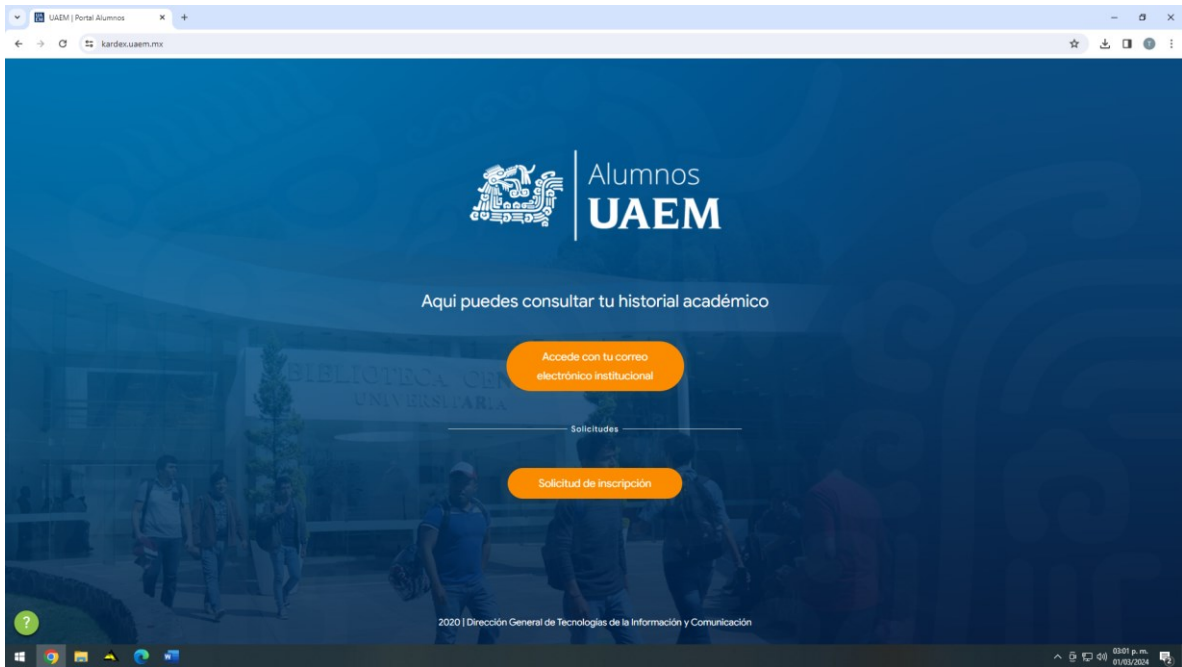 UAEM | Portal Alumnos
kardex.uaem.mx
Alumnos
UAEM
Aqui puedes consultar tu historial académico
Accede con tu correo
electrónico institucional
BIBLIOTECA CEN
UNIVERSITARIA
Solicitudes
Solicitud de inscripción
?
2020 | Dirección General de Tecnologías de la Información y Comunicación
03:01 p. m.
01/03/2024